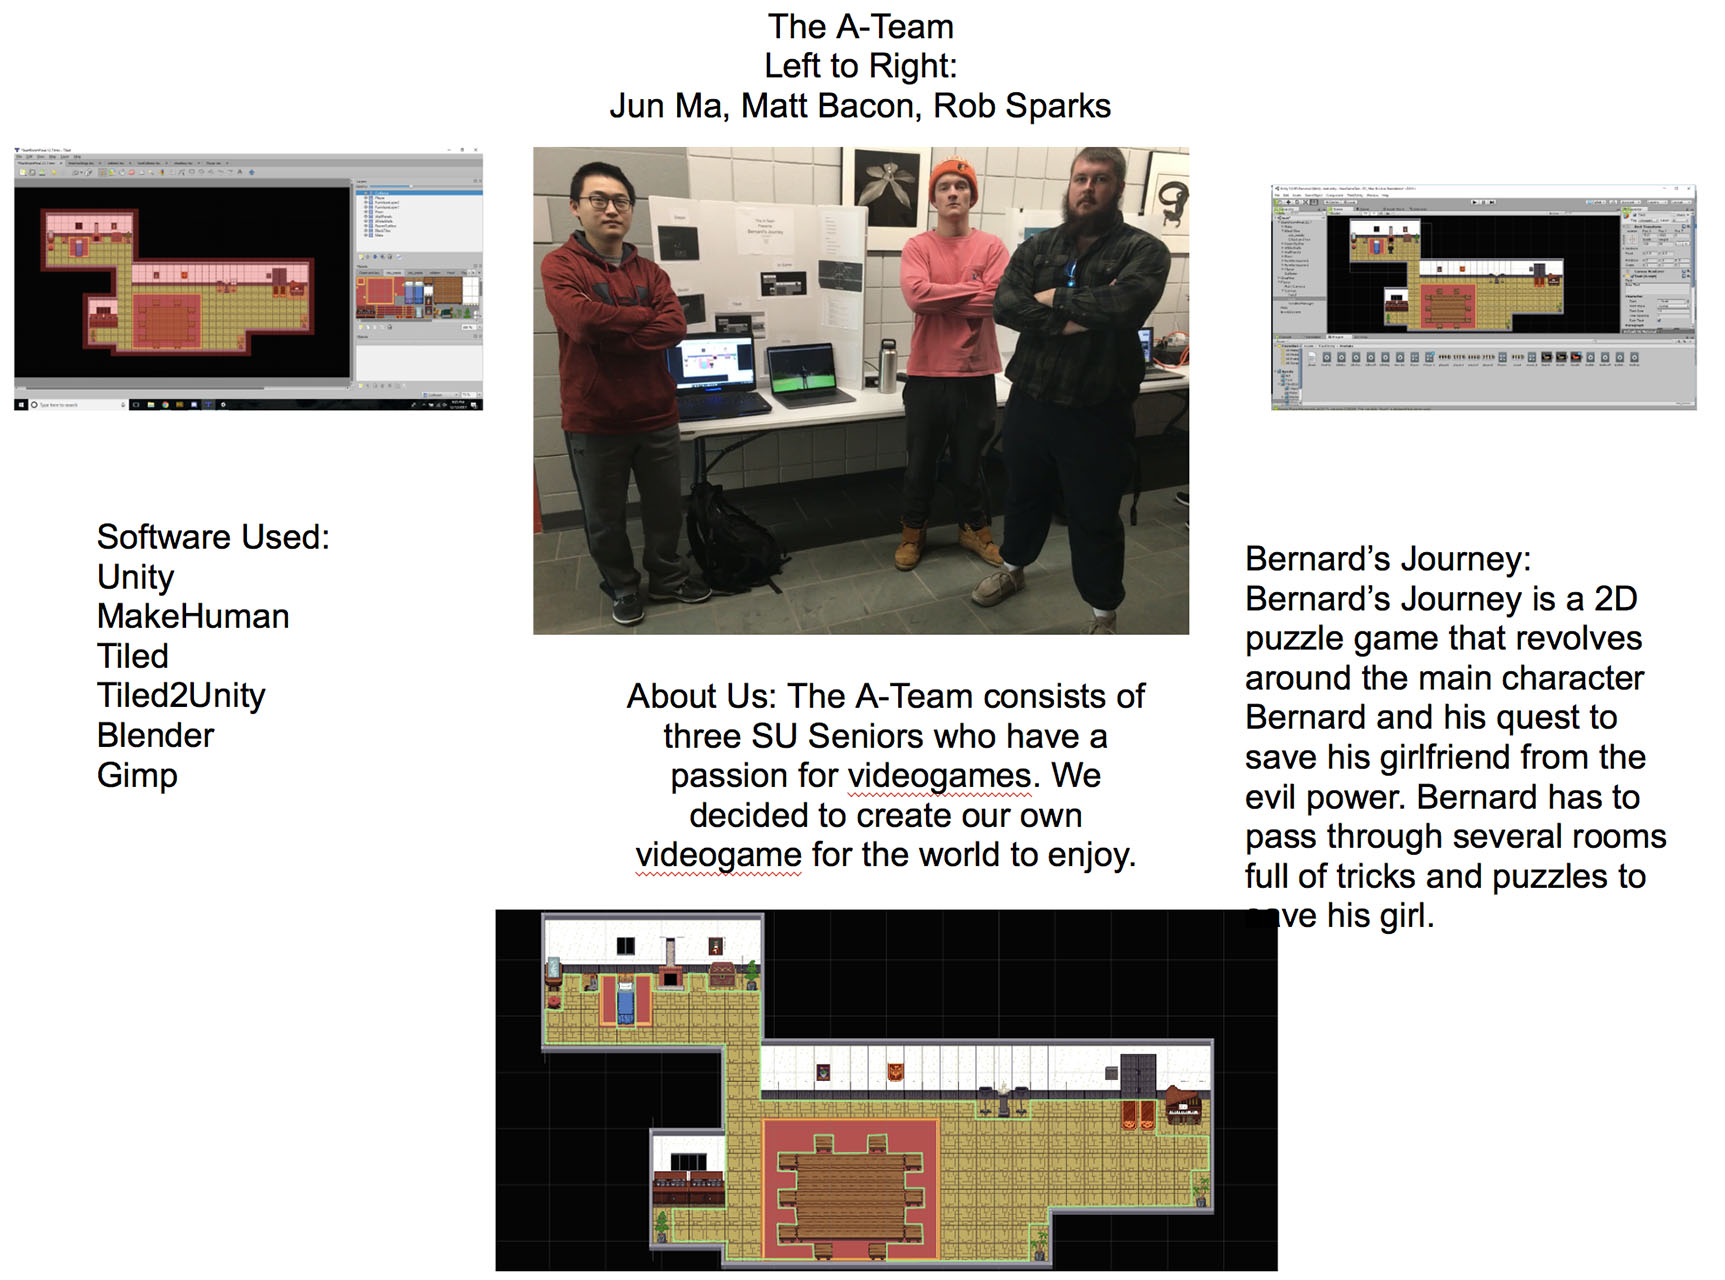 The A-Team
Left to Right:
Jun Ma, Matt Bacon, Rob Sparks
Bernard's Journey
Software Used:
Unity
MakeHuman
Tiled
Tiled2Unity
Blender
Gimp
About Us: The A-Team consists of
three SU Seniors who have a
passion for videogames. We
decided to create our own
videogame for the world to enjoy.
Bernard’s Journey:
Bernard’s Journey is a 2D
puzzle game that revolves
around the main character
Bernard and his quest to
save his girlfriend from the
evil power. Bernard has to
pass through several rooms
full of tricks and puzzles to
save his girl.